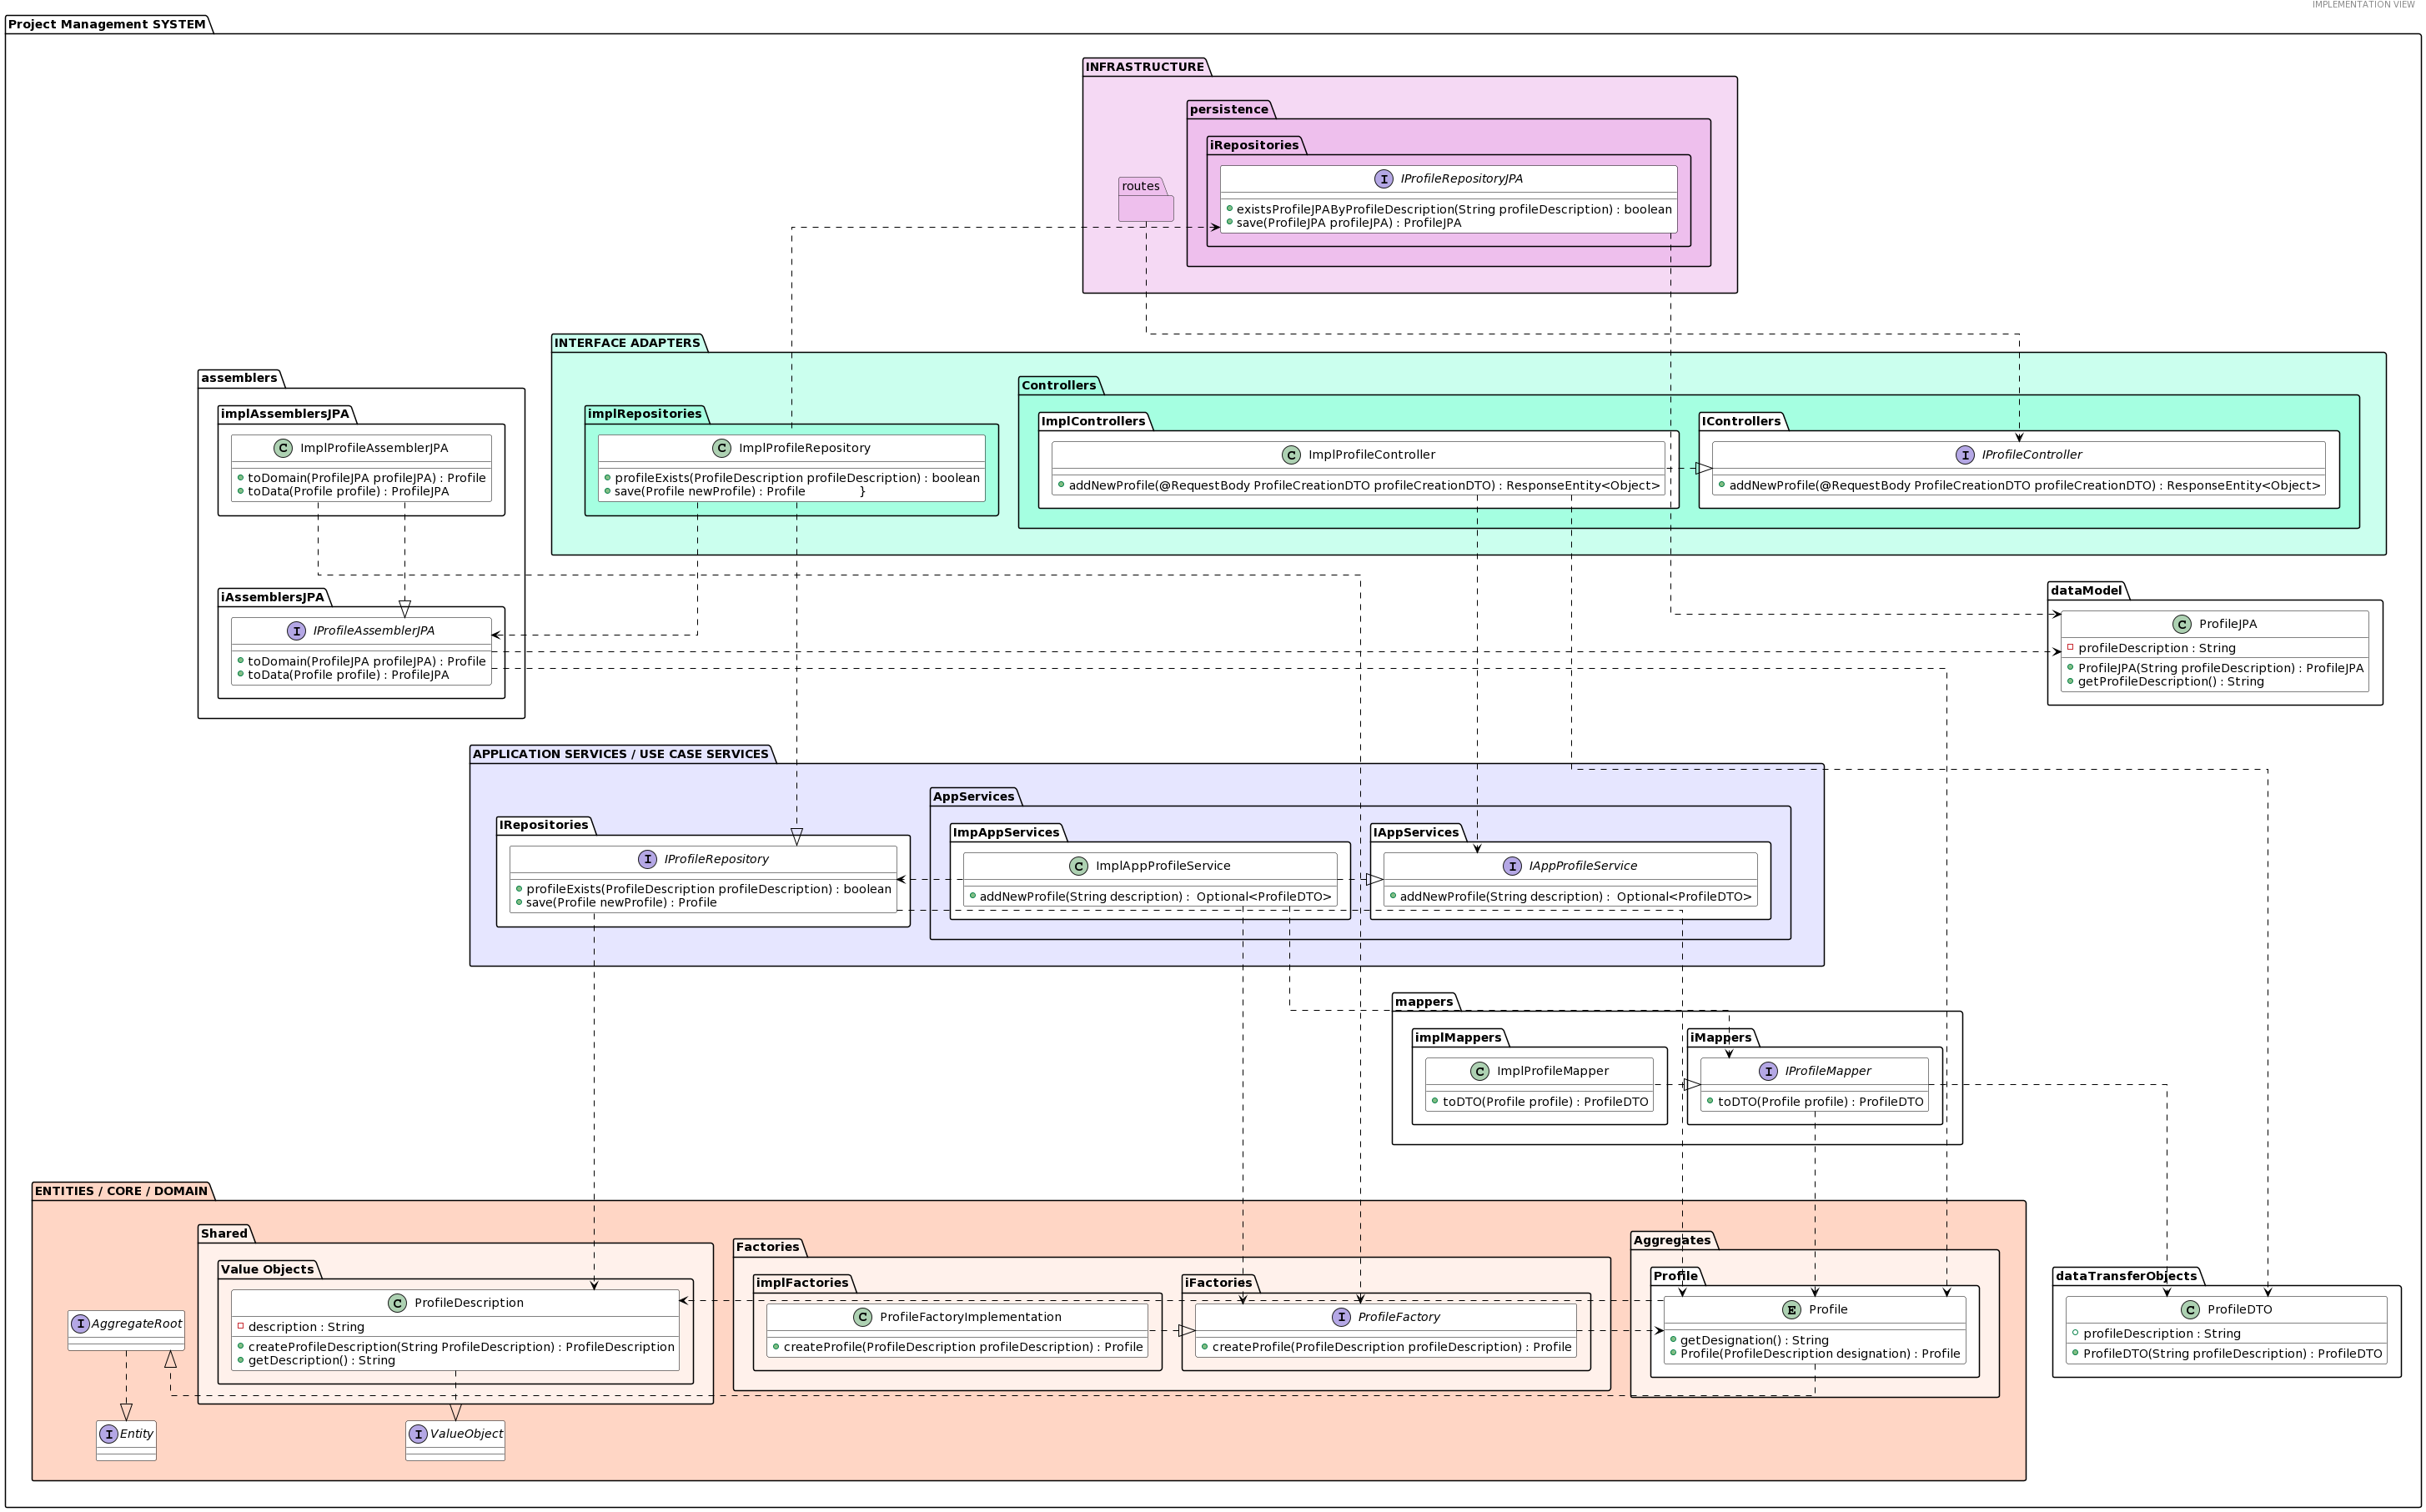 IMPLEMENTATION VIEW
Project Management SYSTEM
INFRASTRUCTURE
persistence
iRepositories
routes
I IProfileRepositoryJPA
existsProfileJPAByProfileDescription(String profileDescription) : boolean
save(ProfileJPA profileJPA) : ProfileJPA
INTERFACE ADAPTERS
implRepositories
C ImplProfileRepository
profileExists(ProfileDescription profileDescription) : boolean
save(Profile newProfile) : Profile }
Controllers
ImplControllers
C ImplProfileController
addNewProfile(@RequestBody ProfileCreationDTO profileCreationDTO) : ResponseEntity<Object>
IControllers
I IProfileController
addNewProfile(@RequestBody ProfileCreationDTO profileCreationDTO) : ResponseEntity<Object>
assemblers
implAssemblersJPA
C ImplProfileAssemblerJPA
toDomain(ProfileJPA profileJPA) : Profile
toData(Profile profile) : ProfileJPA
iAssemblersJPA
I IProfileAssemblerJPA
toDomain(ProfileJPA profileJPA) : Profile
toData(Profile profile) : ProfileJPA
dataModel
C ProfileJPA
profileDescription : String
ProfileJPA(String profileDescription) : ProfileJPA
getProfileDescription() : String
APPLICATION SERVICES / USE CASE SERVICES
IRepositories
I IProfileRepository
profileExists(ProfileDescription profileDescription) : boolean
save(Profile newProfile) : Profile
AppServices
ImpAppServices
C ImplAppProfileService
addNewProfile(String description) : Optional<ProfileDTO>
IAppServices
I IAppProfileService
addNewProfile(String description) : Optional<ProfileDTO>
mappers
implMappers
C ImplProfileMapper
toDTO(Profile profile) : ProfileDTO
iMappers
I IProfileMapper
toDTO(Profile profile) : ProfileDTO
ENTITIES / CORE / DOMAIN
Shared
Value Objects
C ProfileDescription
description : String
createProfileDescription(String ProfileDescription) : ProfileDescription
getDescription() : String
I AggregateRoot
I Entity
I ValueObject
Factories
implFactories
C ProfileFactoryImplementation
createProfile(ProfileDescription profileDescription) : Profile
iFactories
I ProfileFactory
createProfile(ProfileDescription profileDescription) : Profile
Aggregates
Profile
E Profile
getDesignation() : String
Profile(ProfileDescription designation) : Profile
dataTransferObjects
C ProfileDTO
profileDescription : String
ProfileDTO(String profileDescription) : ProfileDTO